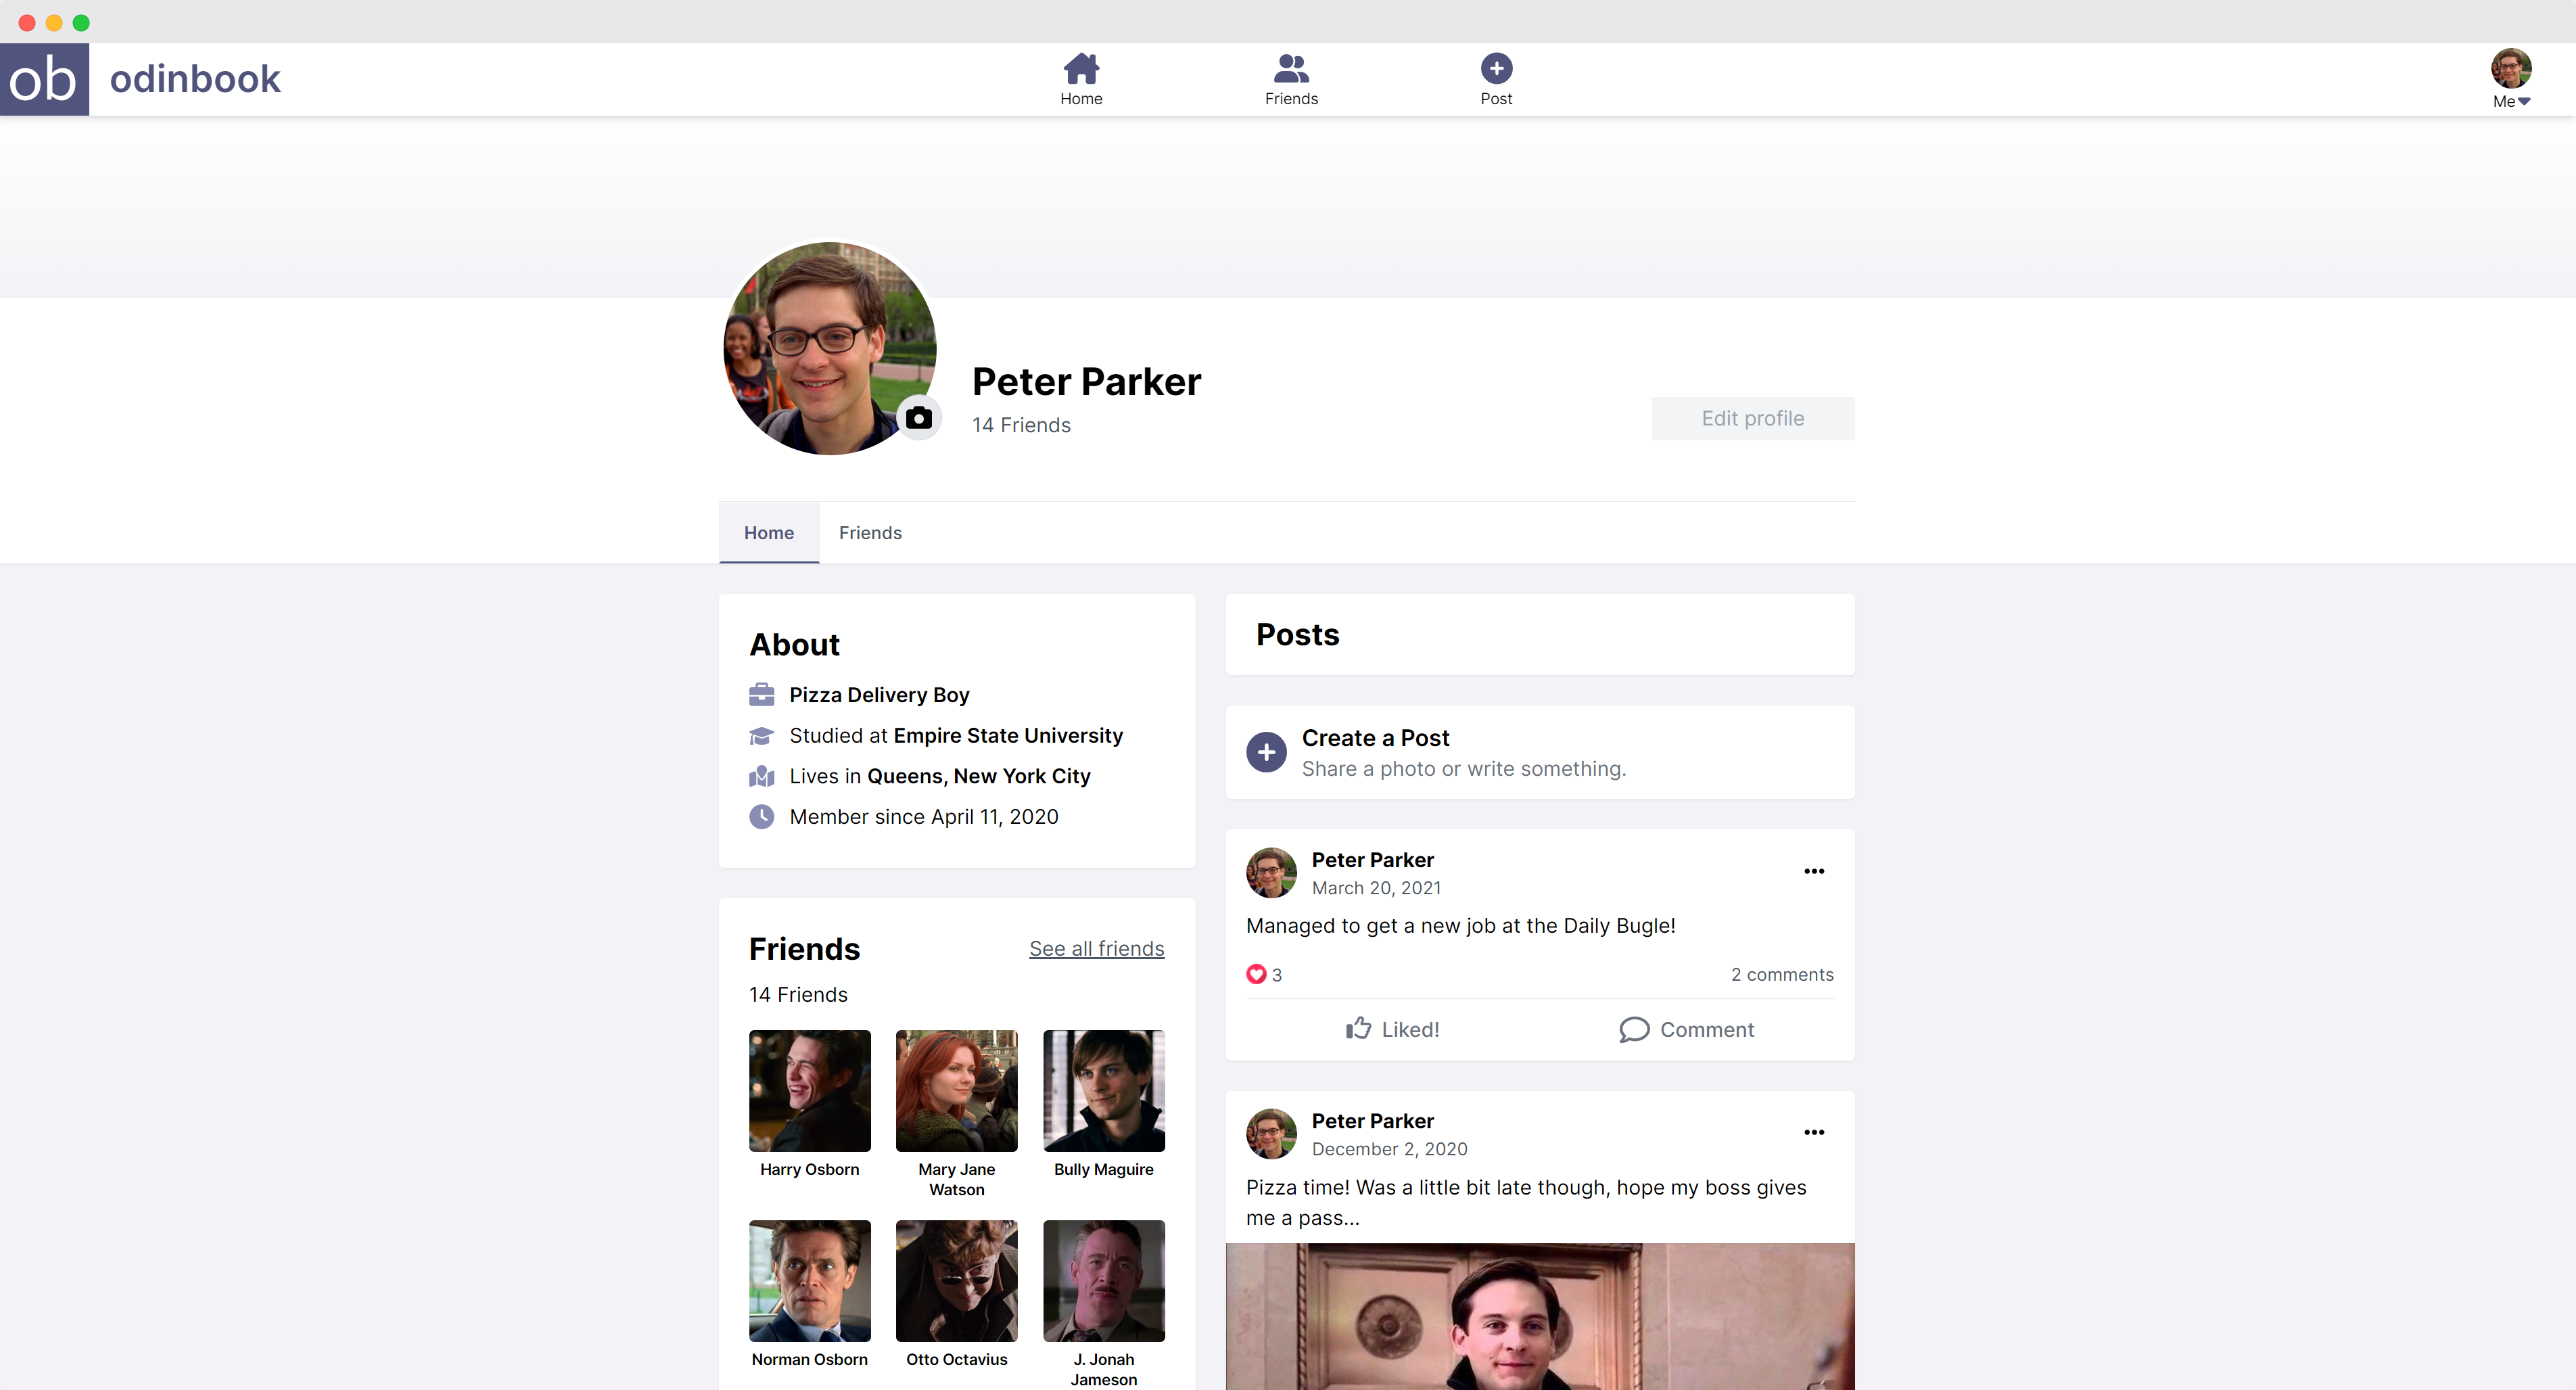 ob odinbook
Home
Friends
Post
Me
Peter Parker
14 Friends
Edit profile
Home
Friends
About
Pizza Delivery Boy
Studied at Empire State University
Lives in Queens, New York City
Member since April 11, 2020
Friends
See all friends
14 Friends
Harry Osborn
Mary Jane
Watson
Bully Maguire
Norman Osborn
Otto Octavius
J. Jonah
Jameson
Posts
Create a Post
Share a photo or write something.
Peter Parker
March 20, 2021
Managed to get a new job at the Daily Bugle!
3
2 comments
Liked!
Comment
Peter Parker
December 2, 2020
Pizza time! Was a little bit late though, hope my boss gives
me a pass...